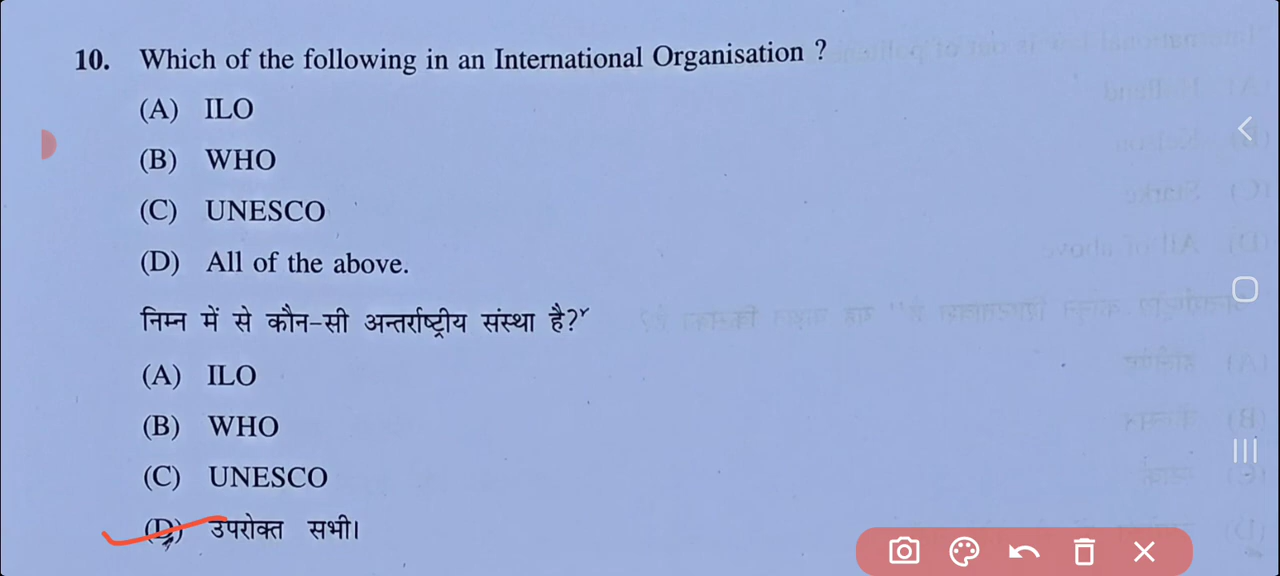 10. Which of the following in an International Organisation ?
(A) ILO
(B) WHO
(C) UNESCO
(D) All of the above.
निम्न में से कौन-सी अन्तर्राष्ट्रीय संस्था है?
(A) ILO
(B) WHO
(C) UNESCO
(D) उपरोक्त सभी।